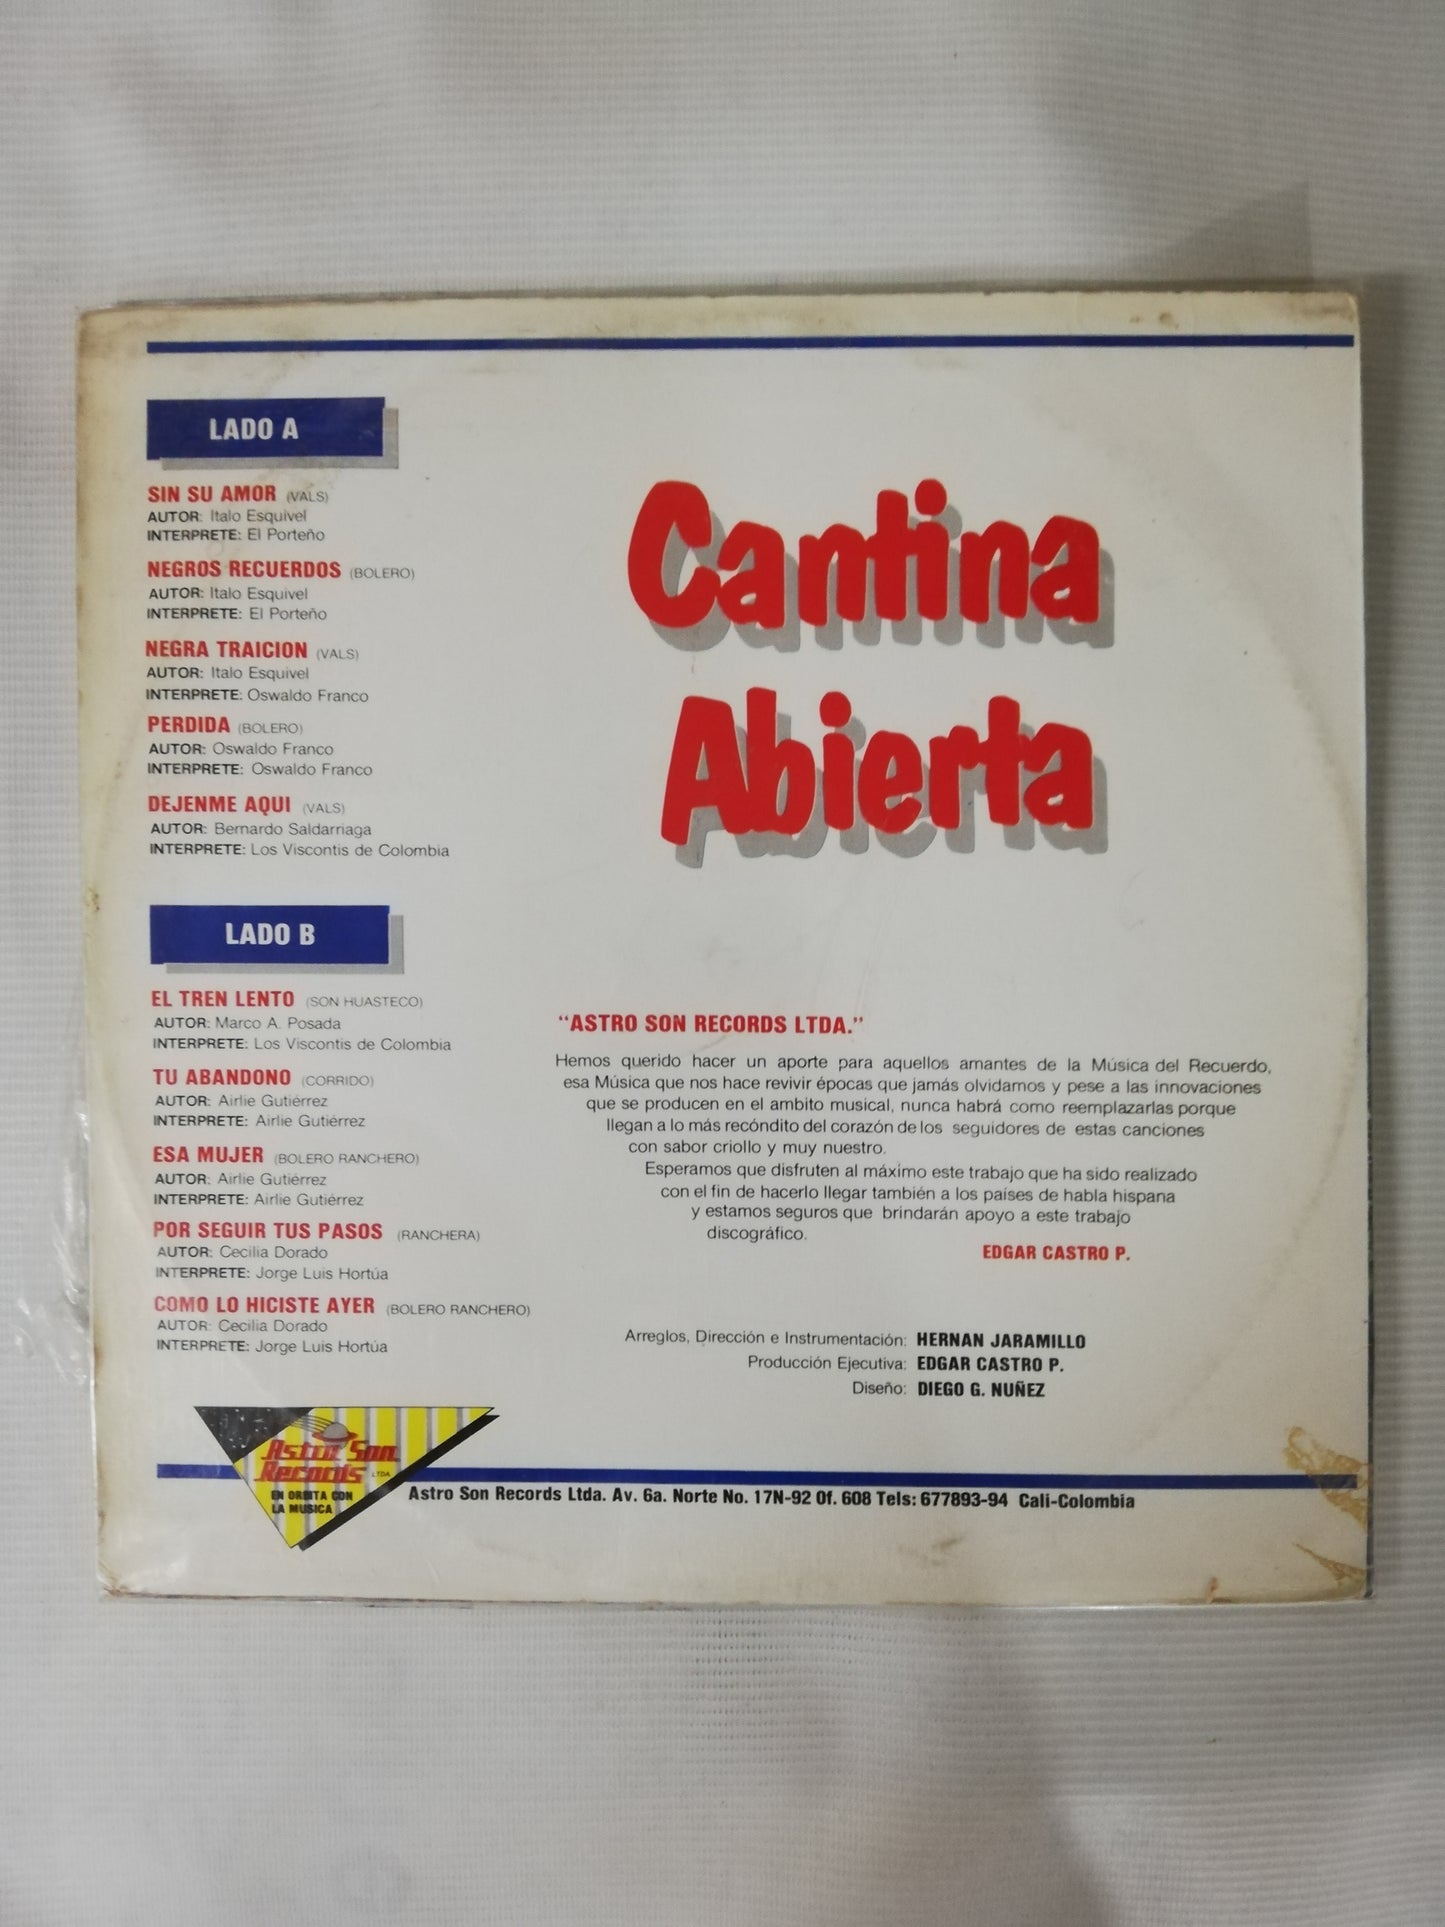 LADO A
SIN SU AMOR (VALS)
AUTOR: Italo Esquivel
INTERPRETE: El Porteño
NEGROS RECUERDOS (BOLERO)
AUTOR: Italo Esquivel
INTERPRETE: El Porteño
NEGRA TRAICION (VALS)
AUTOR: Italo Esquivel
INTERPRETE: Oswaldo Franco
PERDIDA (BOLERO)
AUTOR: Oswaldo Franco
INTERPRETE: Oswaldo Franco
DEJENME AQUI (VALS)
AUTOR: Bernardo Saldarriaga
INTERPRETE: Los Viscontis de Colombia
LADO B
EL TREN LENTO (SON HUASTECO)
AUTOR: Marco A. Posada
INTERPRETE: Los Viscontis de Colombia
TU ABANDONO (CORRIDO)
AUTOR: Airlie Gutiérrez
INTERPRETE: Airlie Gutiérrez
ESA MUJER (BOLERO RANCHERO)
AUTOR: Airlie Gutiérrez
INTERPRETE: Airlie Gutiérrez
POR SEGUIR TUS PASOS (RANCHERA)
AUTOR: Cecilia Dorado
INTERPRETE: Jorge Luis Hortúa
COMO LO HICISTE AYER (BOLERO RANCHERO)
AUTOR: Cecilia Dorado
INTERPRETE: Jorge Luis Hortúa
Cantina
Abierta
"ASTRO SON RECORDS LTDA."
Hemos querido hacer un aporte para aquellos amantes de la Música del Recuerdo,
esa Música que nos hace revivir épocas que jamás olvidamos y pese a las innovaciones
que se producen en el ambito musical, nunca habrá como reemplazarlas porque
llegan a lo más recóndito del corazón de los seguidores de estas canciones
con sabor criollo y muy nuestro.
Esperamos que disfruten al máximo este trabajo que ha sido realizado
con el fin de hacerlo llegar también a los países de habla hispana
y estamos seguros que brindarán apoyo a este trabajo
discográfico.
EDGAR CASTRO P.
Arreglos, Dirección e Instrumentación: HERNAN JARAMILLO
Producción Ejecutiva: EDGAR CASTRO P.
Diseño: DIEGO G. NUÑEZ
Astro Son
Records LTDA.
EN ORBITA CON
LA MUSICA
Astro Son Records Ltda. Av. 6a. Norte No. 17N-92 Of. 608 Tels: 677893-94 Cali-Colombia